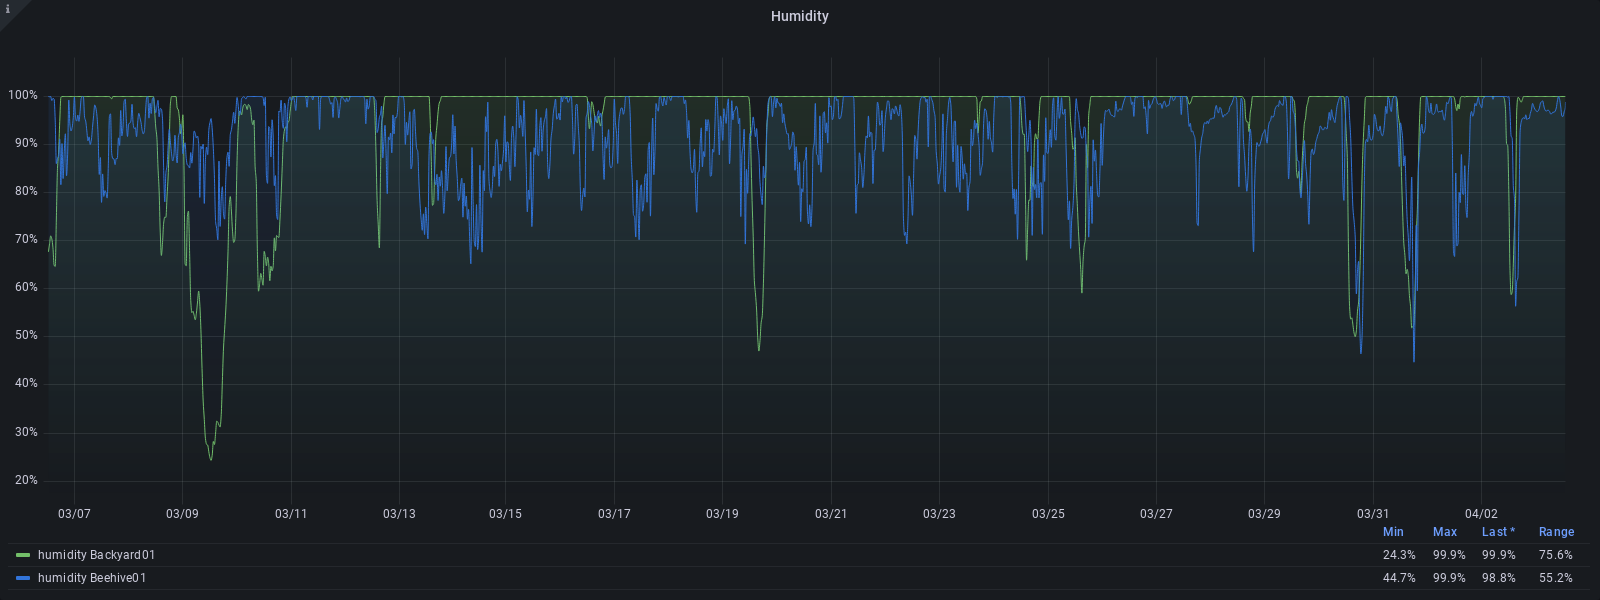 i
Humidity
100%
90%
80%
70%
60%
50%
40%
30%
20%
03/07 03/09 03/11 03/13 03/15 03/17 03/19 03/21 03/23 03/25 03/27 03/29 03/31 04/02
Min Max Last * Range
humidity Backyard01 24.3% 99.9% 99.9% 75.6%
humidity Beehive01 44.7% 99.9% 98.8% 55.2%